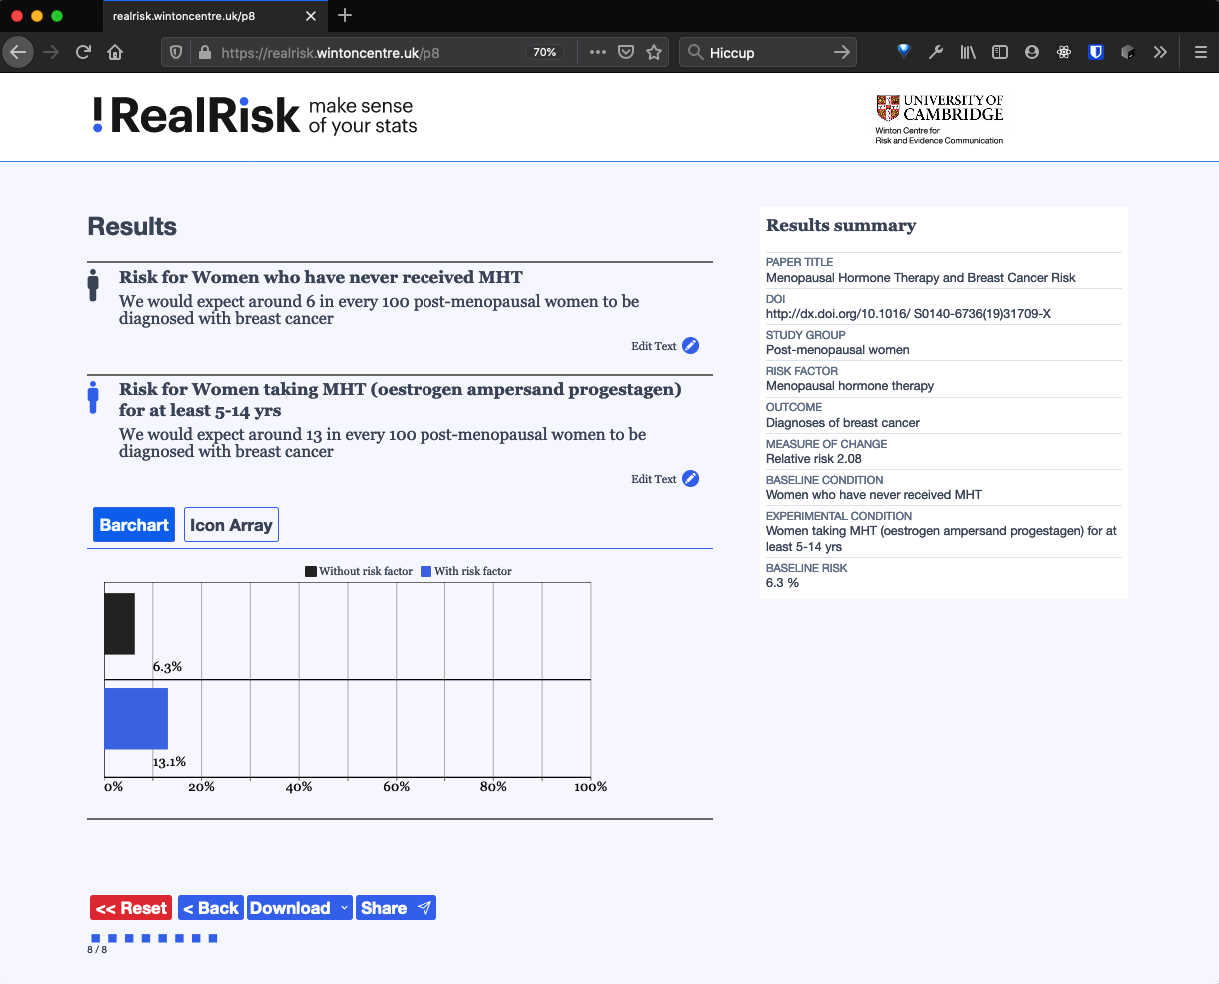 realrisk.wintoncentre.uk/p8
https://realrisk.wintoncentre.uk/p8
70%
Hiccup
!RealRisk make sense
of your stats
UNIVERSITY OF
CAMBRIDGE
Winton Centre for
Risk and Evidence Communication
Results
Risk for Women who have never received MHT
We would expect around 6 in every 100 post-menopausal women to be
diagnosed with breast cancer
Edit Text
Risk for Women taking MHT (oestrogen ampersand progestagen)
for at least 5-14 yrs
We would expect around 13 in every 100 post-menopausal women to be
diagnosed with breast cancer
Edit Text
Barchart Icon Array
Without risk factor With risk factor
6.3%
13.1%
0% 20% 40% 60% 80% 100%
<< Reset < Back Download Share
8 / 8
Results summary
PAPER TITLE
Menopausal Hormone Therapy and Breast Cancer Risk
DOI
http://dx.doi.org/10.1016/ S0140-6736(19)31709-X
STUDY GROUP
Post-menopausal women
RISK FACTOR
Menopausal hormone therapy
OUTCOME
Diagnoses of breast cancer
MEASURE OF CHANGE
Relative risk 2.08
BASELINE CONDITION
Women who have never received MHT
EXPERIMENTAL CONDITION
Women taking MHT (oestrogen ampersand progestagen) for at
least 5-14 yrs
BASELINE RISK
6.3 %